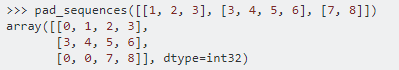 >>> pad_sequences([[1, 2, 3], [3, 4, 5, 6], [7, 8]])
array([[0, 1, 2, 3],
       [3, 4, 5, 6],
       [0, 0, 7, 8]], dtype=int32)